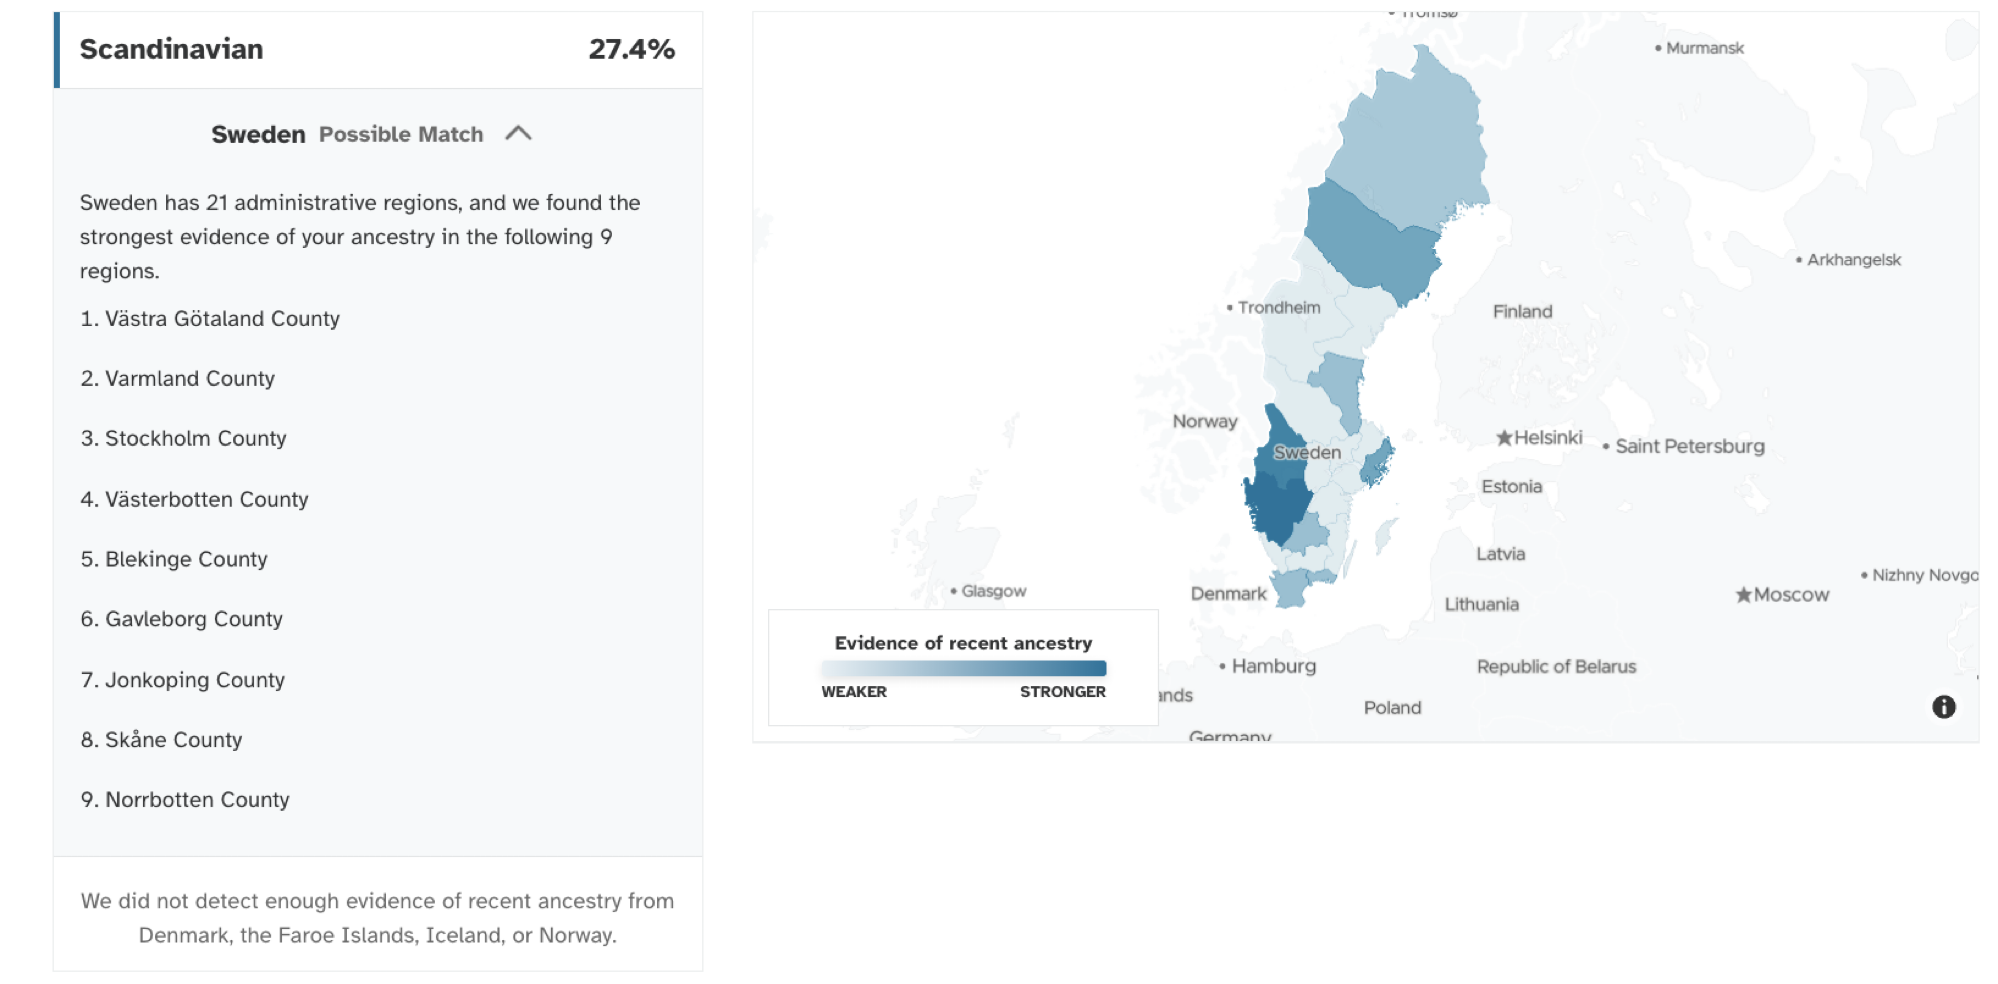 Scandinavian 27.4%
Sweden Possible Match
Sweden has 21 administrative regions, and we found the
strongest evidence of your ancestry in the following 9
regions.
1. Västra Götaland County
2. Varmland County
3. Stockholm County
4. Västerbotten County
5. Blekinge County
6. Gavleborg County
7. Jonkoping County
8. Skåne County
9. Norrbotten County
We did not detect enough evidence of recent ancestry from
Denmark, the Faroe Islands, Iceland, or Norway.
Tromsø
Murmansk
Arkhangelsk
Trondheim
Finland
Norway
Sweden
Helsinki
Saint Petersburg
Estonia
Latvia
Nizhny Novgo
Glasgow
Denmark
Moscow
Lithuania
Evidence of recent ancestry
WEAKER STRONGER
Hamburg
Republic of Belarus
ands
Poland
Germany